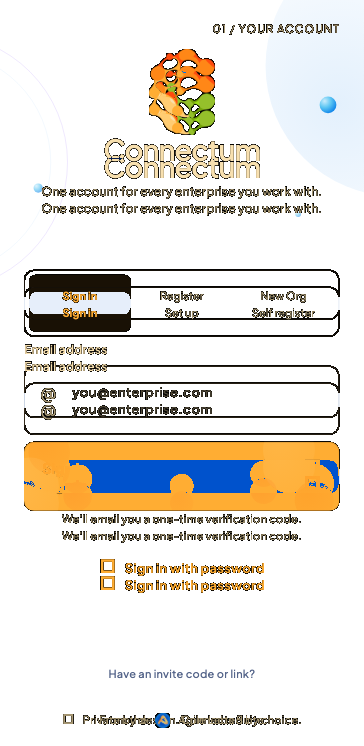 01 / YOUR ACCOUNT
Connectum
Connectum
One account for every enterprise you work with.
One account for every enterprise you work with.
Sign in Register New Org
Sign in Set up Self register
Email address
Email address
you@enterprise.com
you@enterprise.com
We'll email you a one-time verification code.
We'll email you a one-time verification code.
Sign in with password
Sign in with password
Have an invite code or link?
choice.